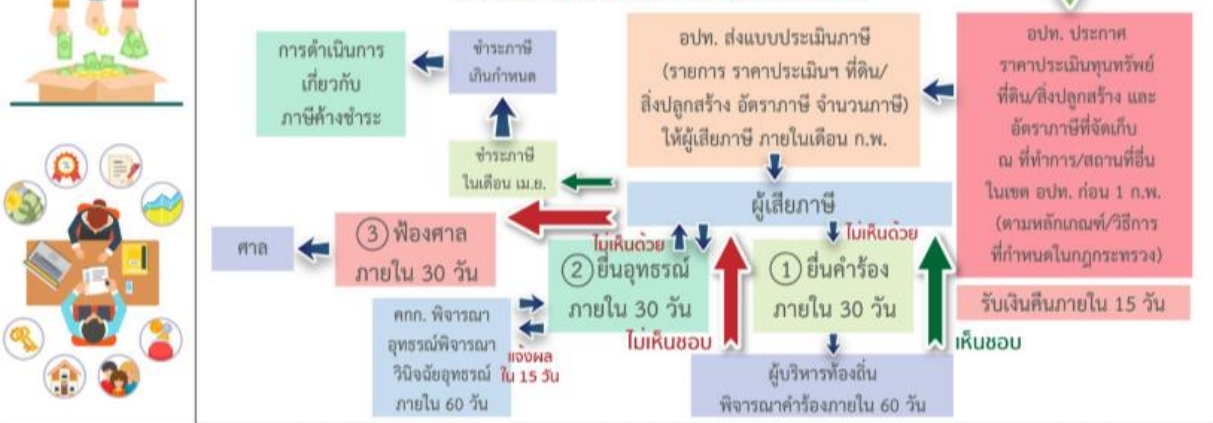 อปท. ประกาศ
ราคาประเมินทุนทรัพย์
ที่ดิน/สิ่งปลูกสร้าง และ
อัตราภาษีที่จัดเก็บ
ณ ที่ทำการ/สถานที่อื่น
ในเขต อปท. ก่อน 1 ก.พ.
(ตามหลักเกณฑ์/วิธีการ
ที่กำหนดในกฎกระทรวง)
อปท. ส่งแบบประเมินภาษี
(รายการ ราคาประเมินฯ ที่ดิน/
สิ่งปลูกสร้าง อัตราภาษี จำนวนภาษี)
ให้ผู้เสียภาษี ภายในเดือน ก.พ.
ผู้เสียภาษี
ชำระภาษี
ในเดือน เม.ย.
ชำระภาษี
เกินกำหนด
การดำเนินการ
เกี่ยวกับ
ภาษีค้างชำระ
ไม่เห็นด้วย
1 ยื่นคำร้อง
ภายใน 30 วัน
ผู้บริหารท้องถิ่น
พิจารณาคำร้องภายใน 60 วัน
เห็นชอบ
รับเงินคืนภายใน 15 วัน
ไม่เห็นชอบ
ไม่เห็นด้วย
2 ยื่นอุทธรณ์
ภายใน 30 วัน
คกก. พิจารณา
อุทธรณ์พิจารณา
วินิจฉัยอุทธรณ์
ภายใน 60 วัน
แจ้งผล
ใน 15 วัน
3 ฟ้องศาล
ภายใน 30 วัน
ศาล